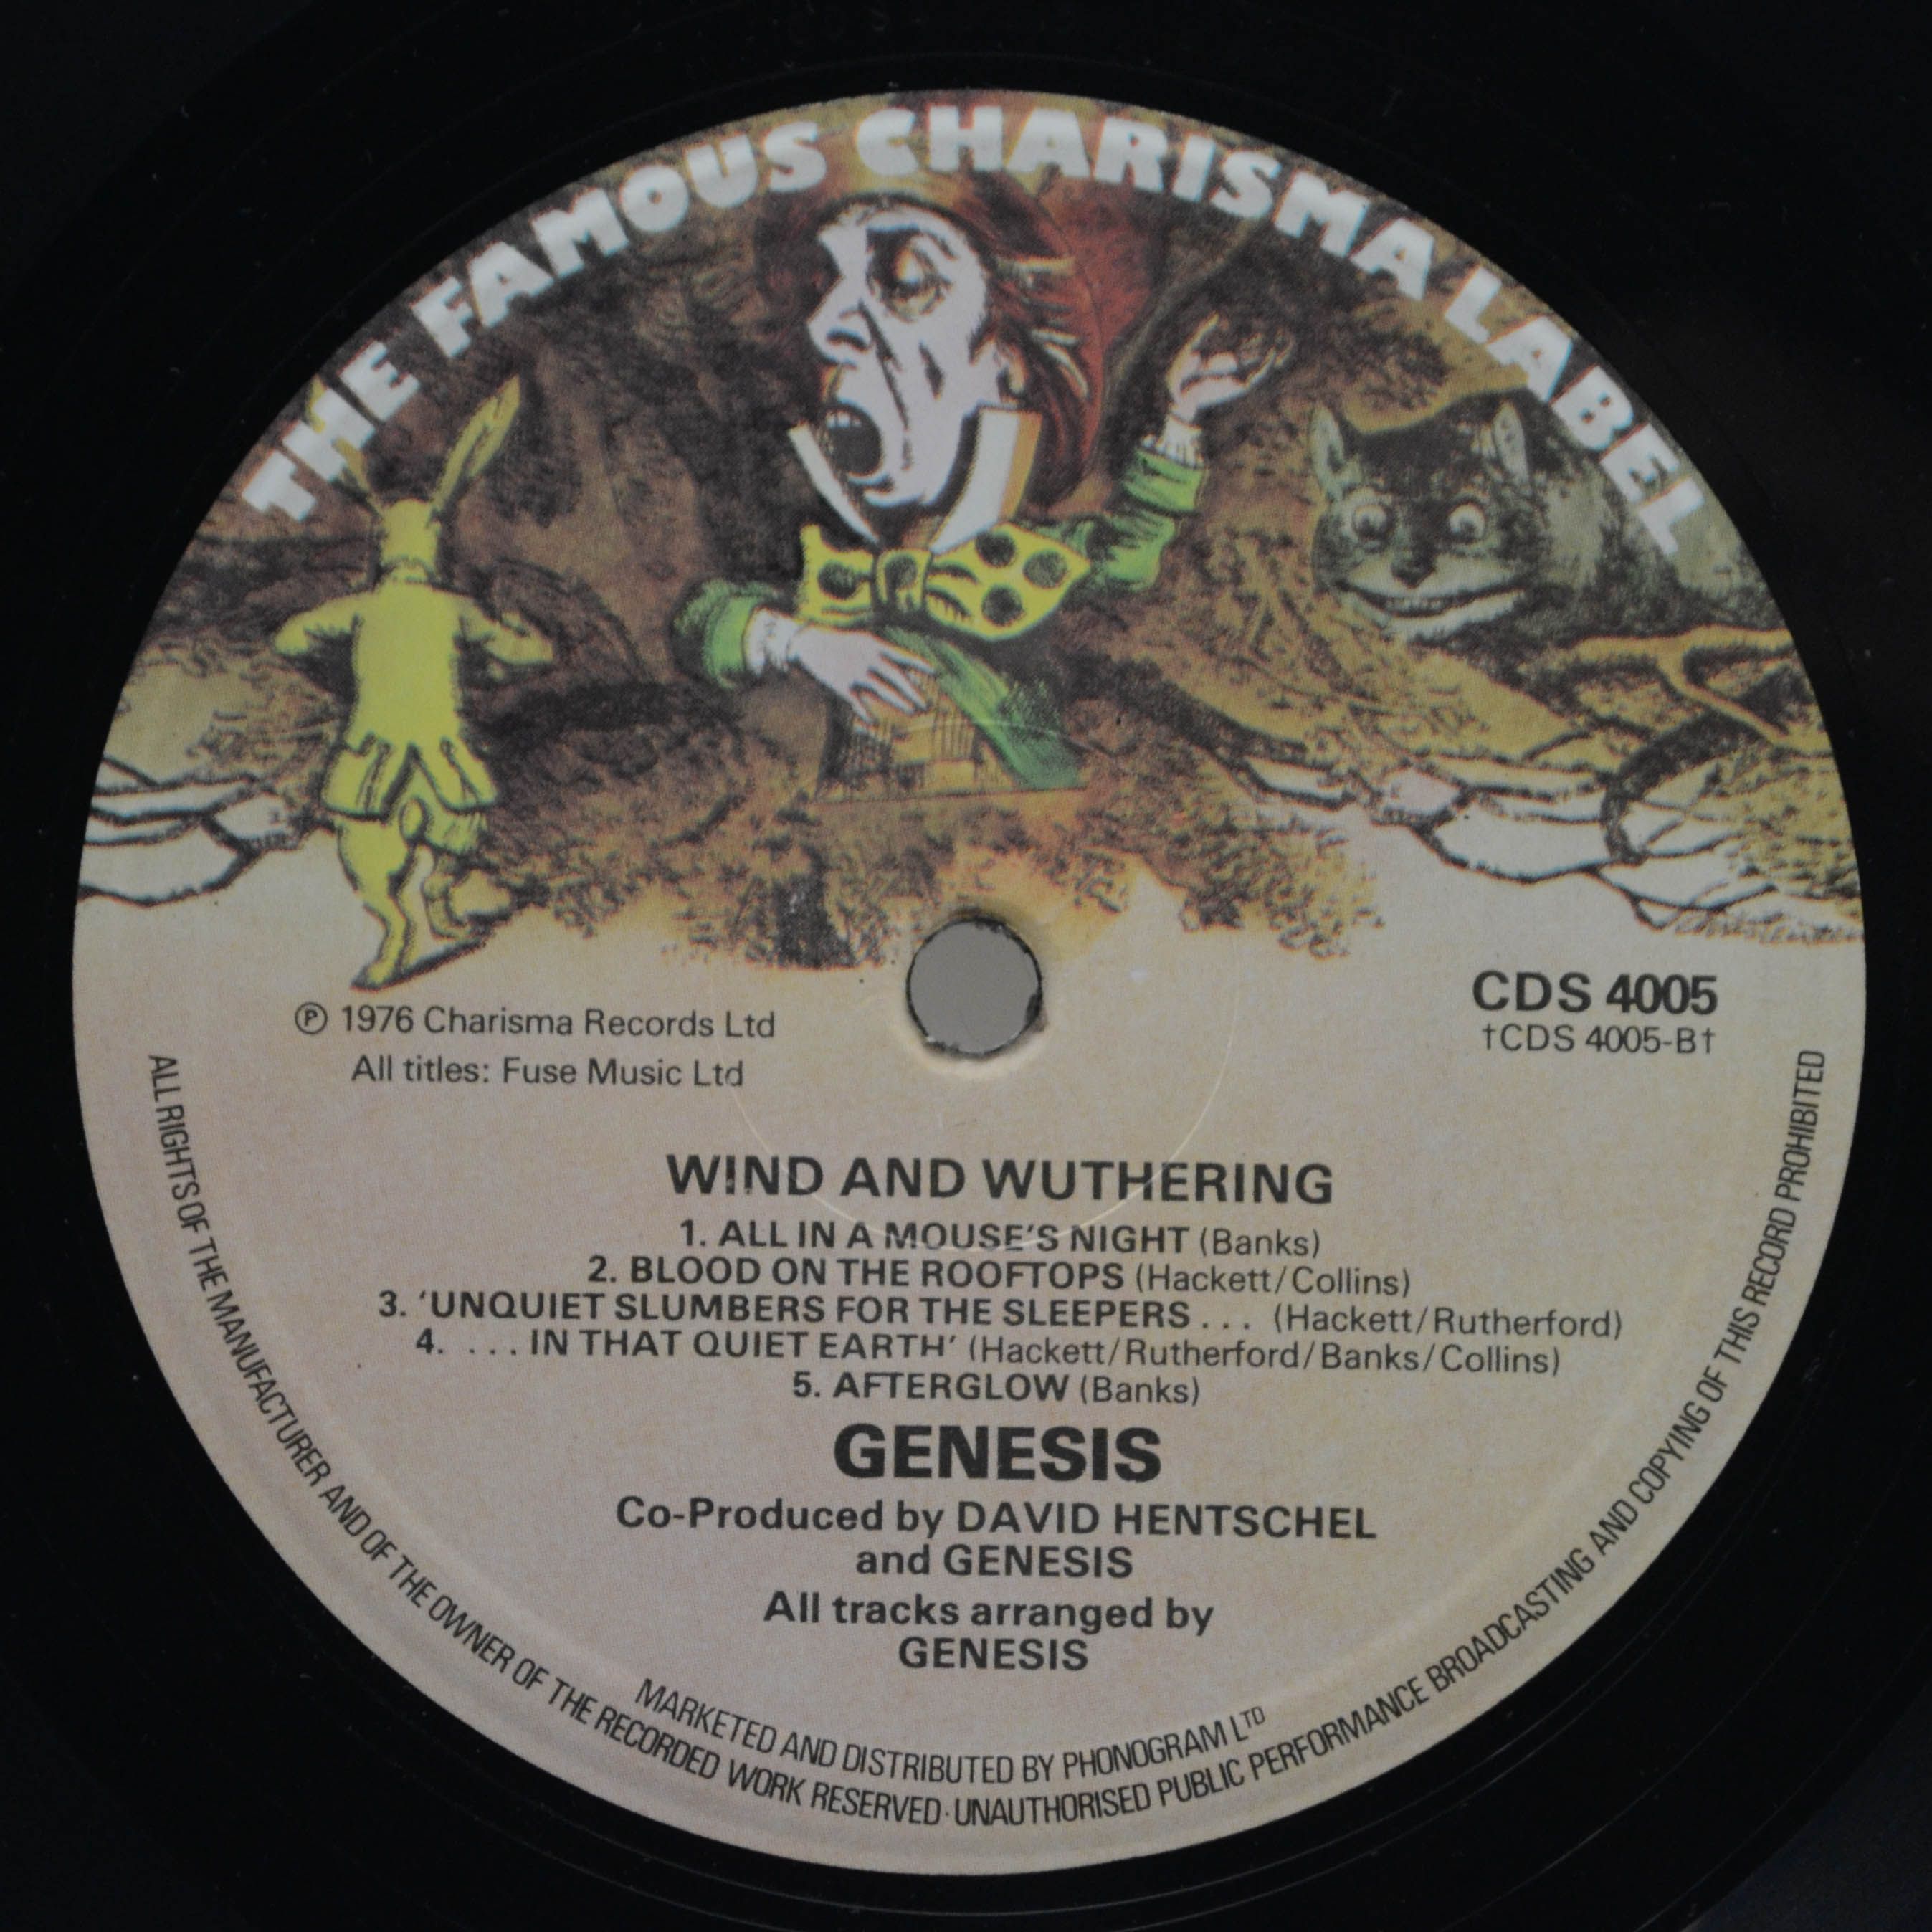 THE FAMOUS CHARISMA LABEL
℗ 1976 Charisma Records Ltd
All titles: Fuse Music Ltd
CDS 4005
†CDS 4005-B†
WIND AND WUTHERING
1. ALL IN A MOUSE'S NIGHT (Banks)
2. BLOOD ON THE ROOFTOPS (Hackett/Collins)
3. 'UNQUIET SLUMBERS FOR THE SLEEPERS . . . (Hackett/Rutherford)
4. . . . IN THAT QUIET EARTH' (Hackett/Rutherford/Banks/Collins)
5. AFTERGLOW (Banks)
GENESIS
Co-Produced by DAVID HENTSCHEL
and GENESIS
All tracks arranged by
GENESIS
MARKETED AND DISTRIBUTED BY PHONOGRAM LTD
ALL RIGHTS OF THE MANUFACTURER AND OF THE OWNER OF THE RECORDED WORK RESERVED · UNAUTHORISED PUBLIC PERFORMANCE BROADCASTING AND COPYING OF THIS RECORD PROHIBITED